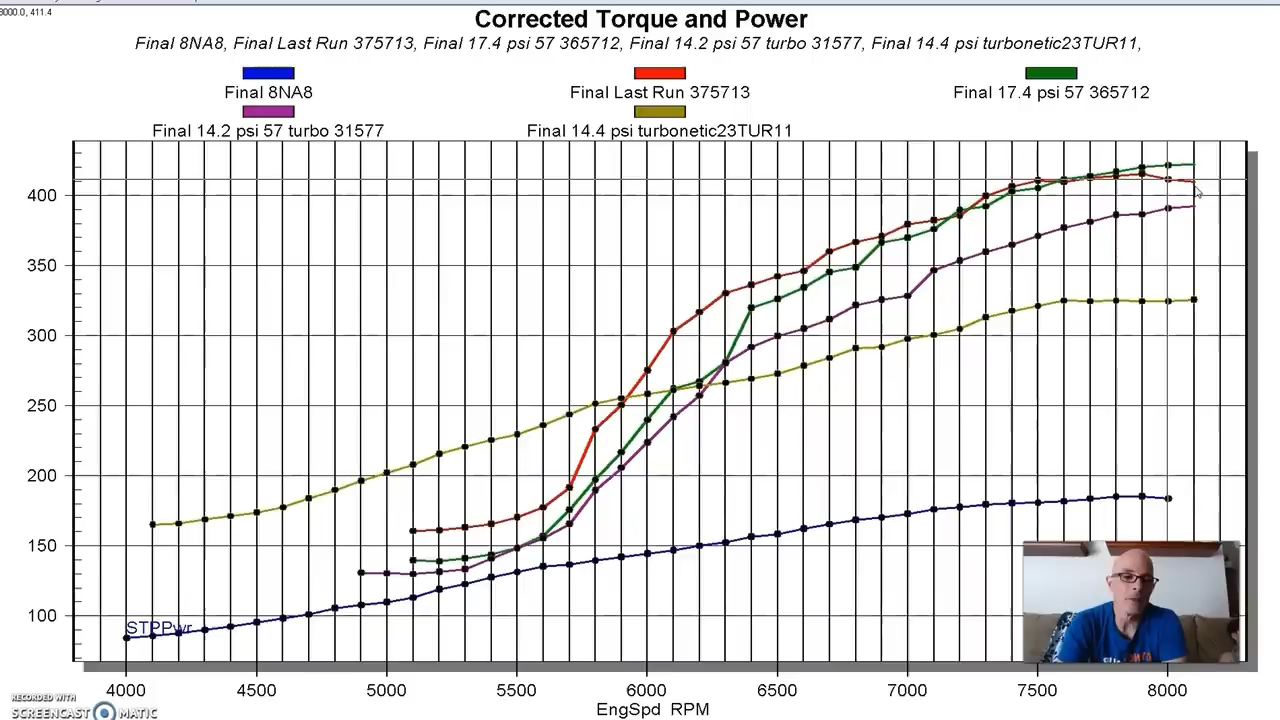 8000.0, 411.4
Corrected Torque and Power
Final 8NA8, Final Last Run 375713, Final 17.4 psi 57 365712, Final 14.2 psi 57 turbo 31577, Final 14.4 psi turbonetic23TUR11,
Final 8NA8
Final Last Run 375713
Final 17.4 psi 57 365712
Final 14.2 psi 57 turbo 31577
Final 14.4 psi turbonetic23TUR11
400
350
300
250
200
150
100
STPPwr
4000 4500 5000 5500 6000 6500 7000 7500 8000
EngSpd RPM
RECORDED WITH
SCREENCAST MATIC